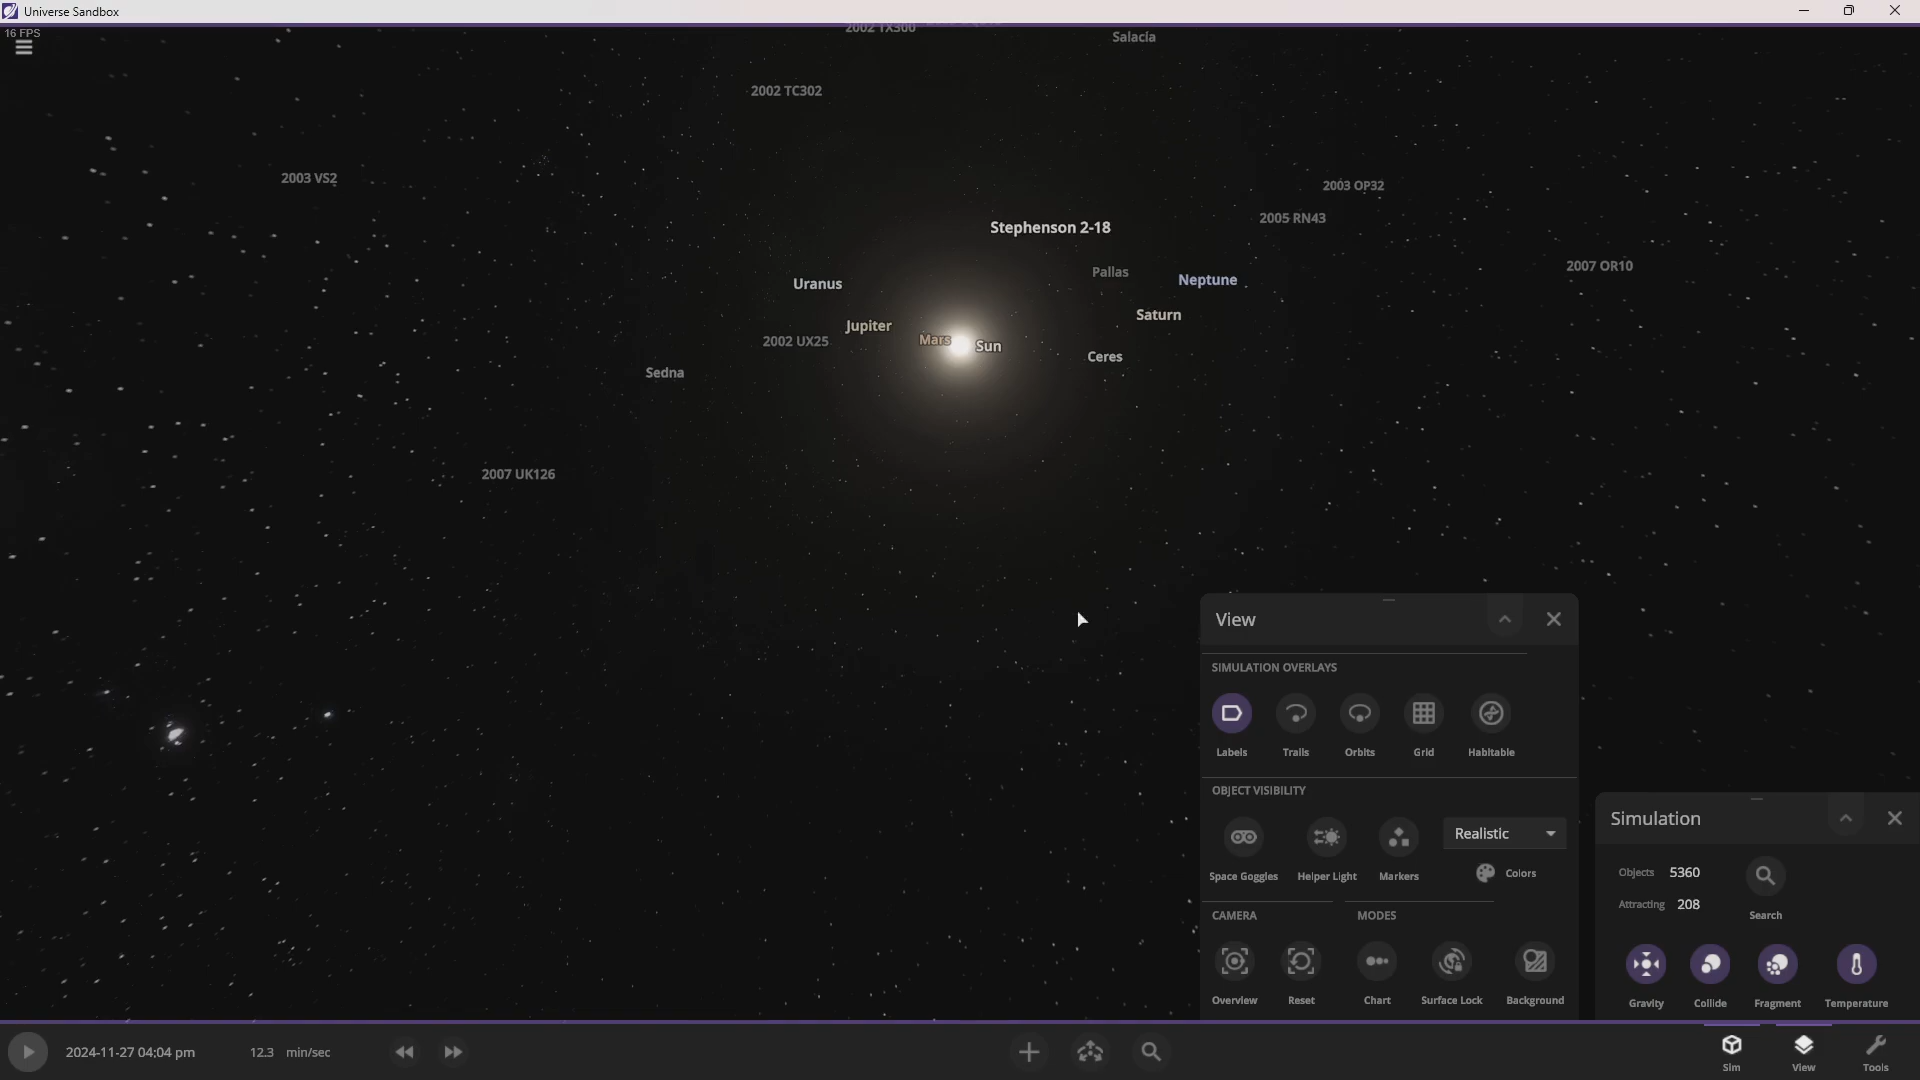 Universe Sandbox
16 FPS
2002 TX300
Salacia
2002 TC302
2003 VS2
2003 OP32
2005 RN43
Stephenson 2-18
2007 OR10
Pallas
Uranus
Neptune
Saturn
Jupiter
2002 UX25
Mars
Sun
Ceres
Sedna
2007 UK126
View
SIMULATION OVERLAYS
Labels Trails Orbits Grid Habitable
OBJECT VISIBILITY
Realistic
Space Goggles Helper Light Markers Colors
CAMERA MODES
Overview Reset Chart Surface Lock Background
Simulation
Objects 5360
Attracting 208
Search
Gravity Collide Fragment Temperature
2024-11-27 04:04 pm 12.3 min/sec
Sim View Tools